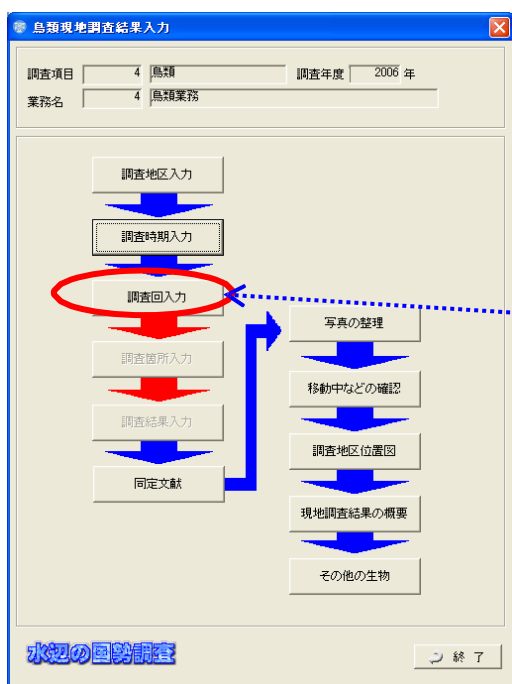 鳥類現地調査結果入力
調査項目 4 鳥類 調査年度 2006 年
業務名 4 鳥類業務
調査地区入力
調査時期入力
調査回入力
調査箇所入力
調査結果入力
同定文献
写真の整理
移動中などの確認
調査地区位置図
現地調査結果の概要
その他の生物
水辺の国勢調査
終 了